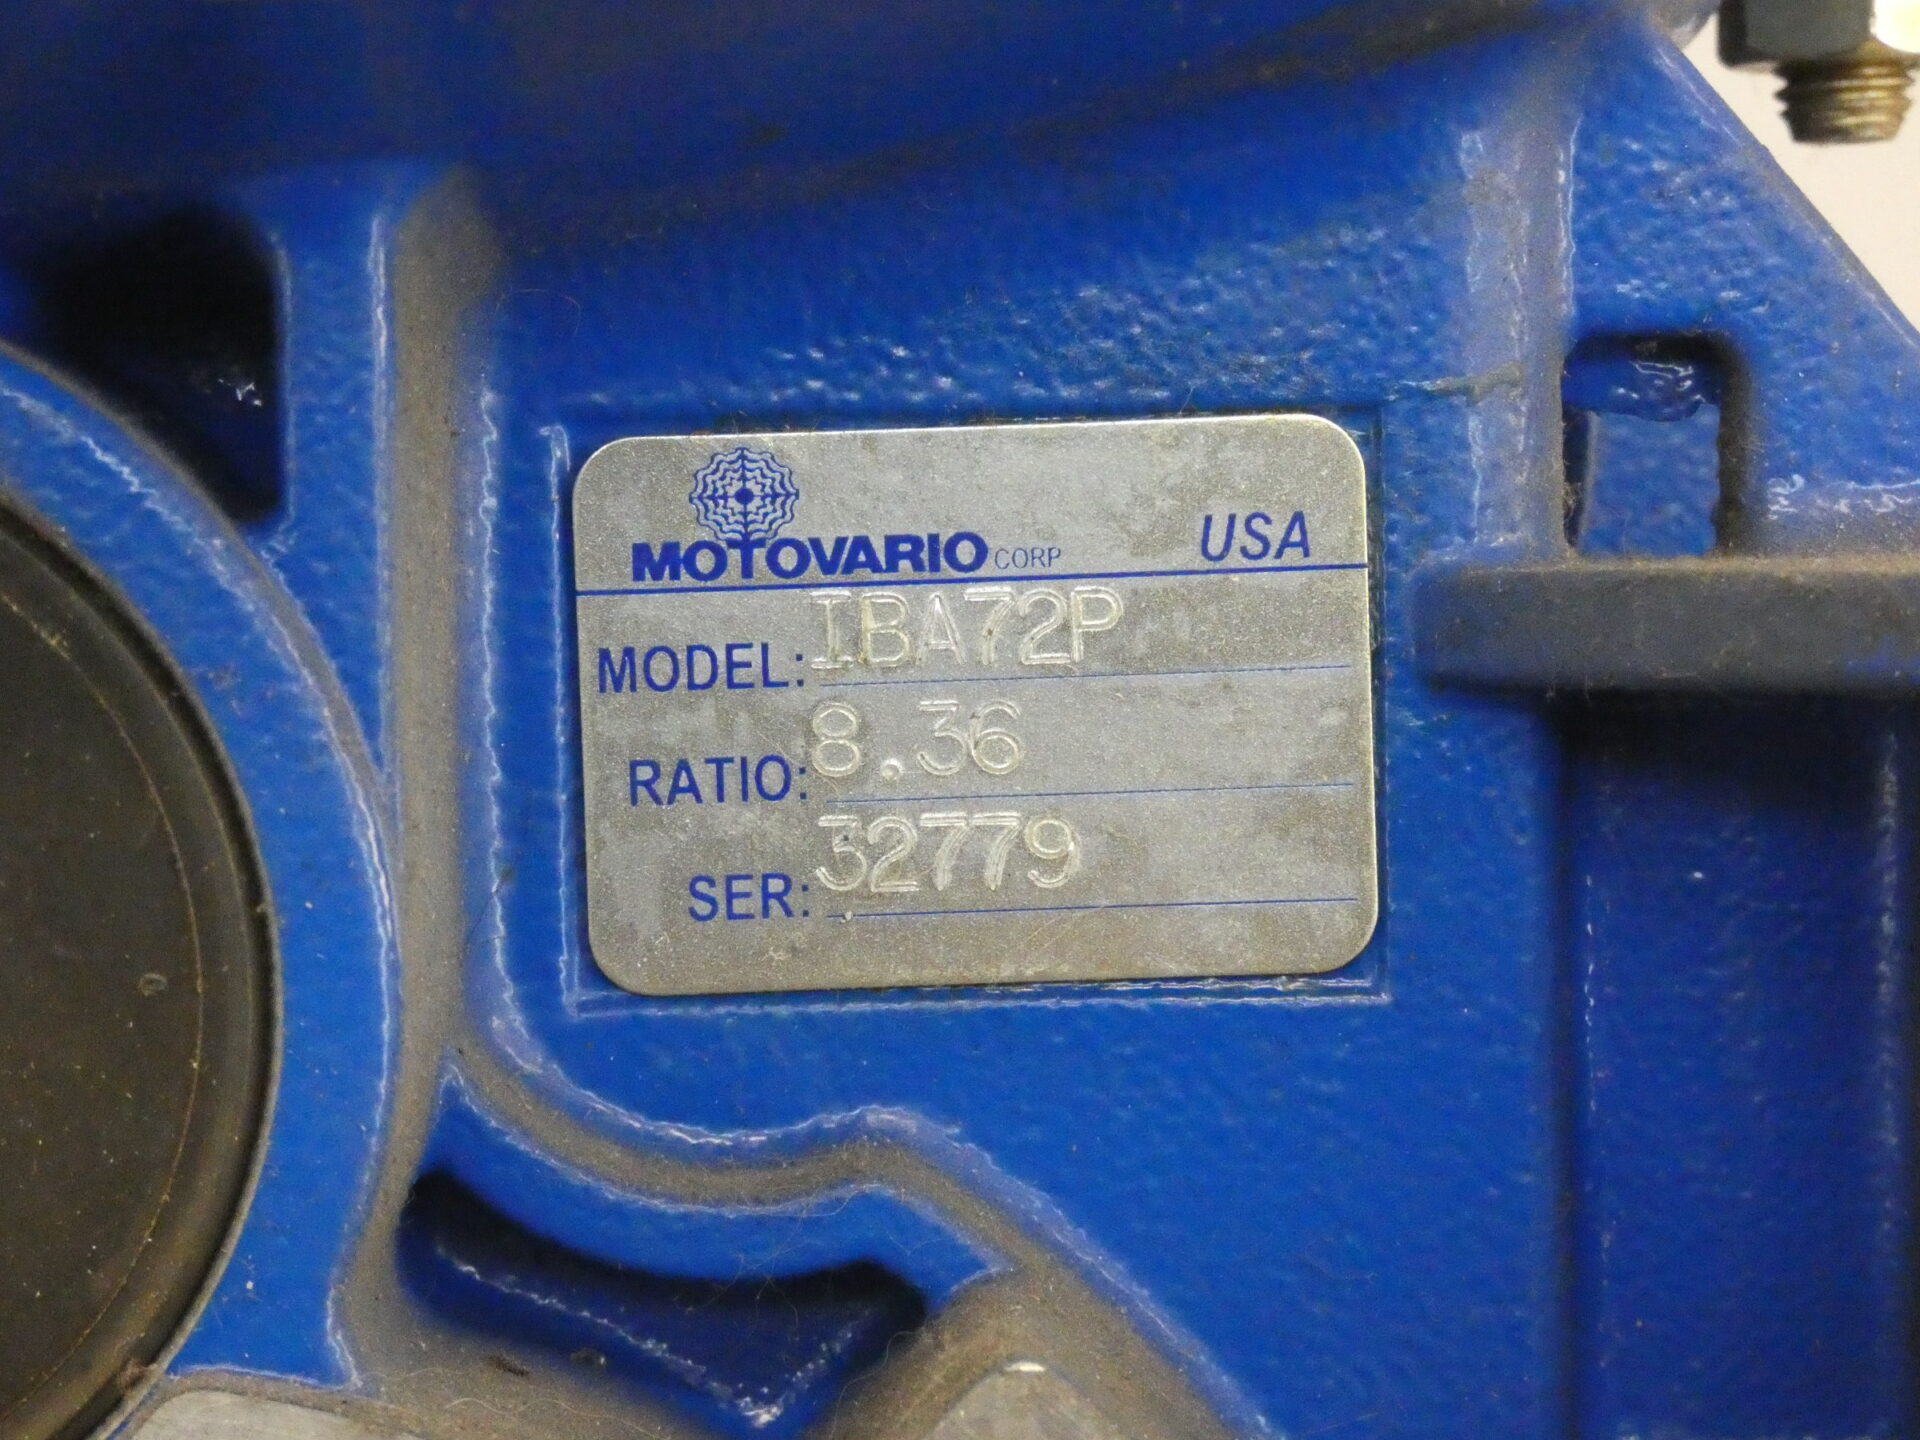 MOTOVARIO CORP USA
MODEL: IBA72P
RATIO: 8.36
SER: 32779